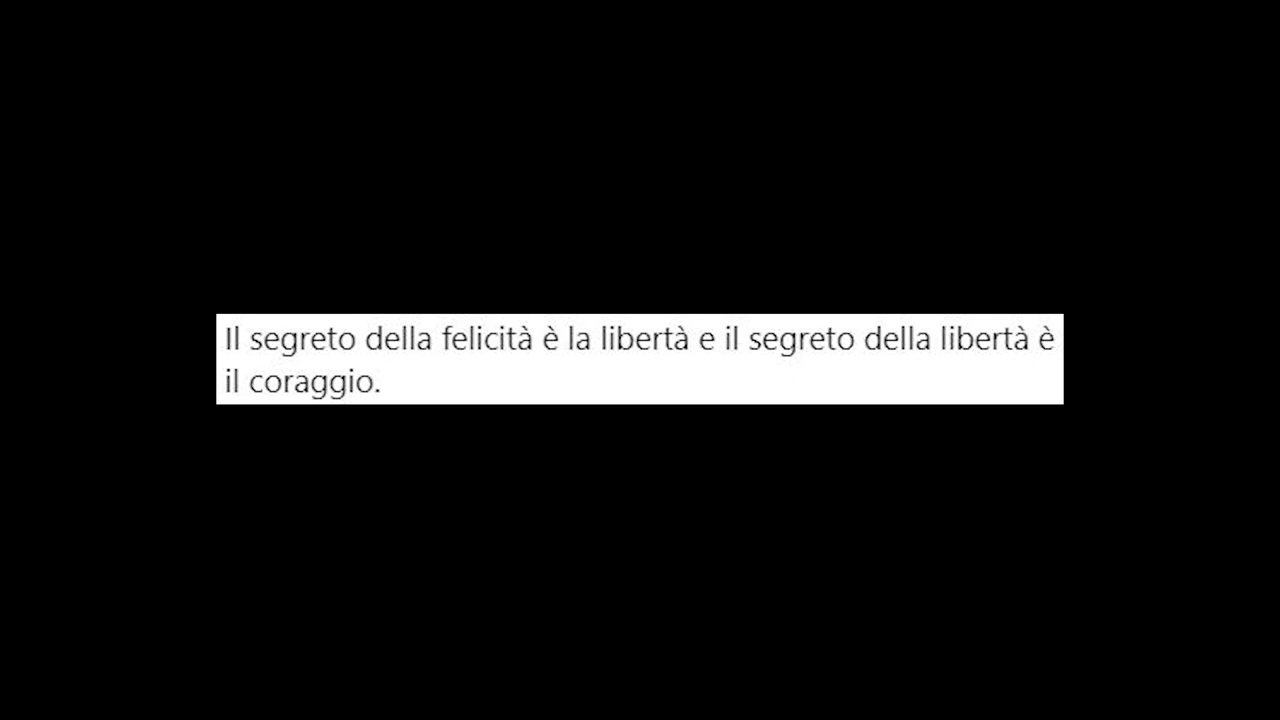 Il segreto della felicità è la libertà e il segreto della libertà è
il coraggio.